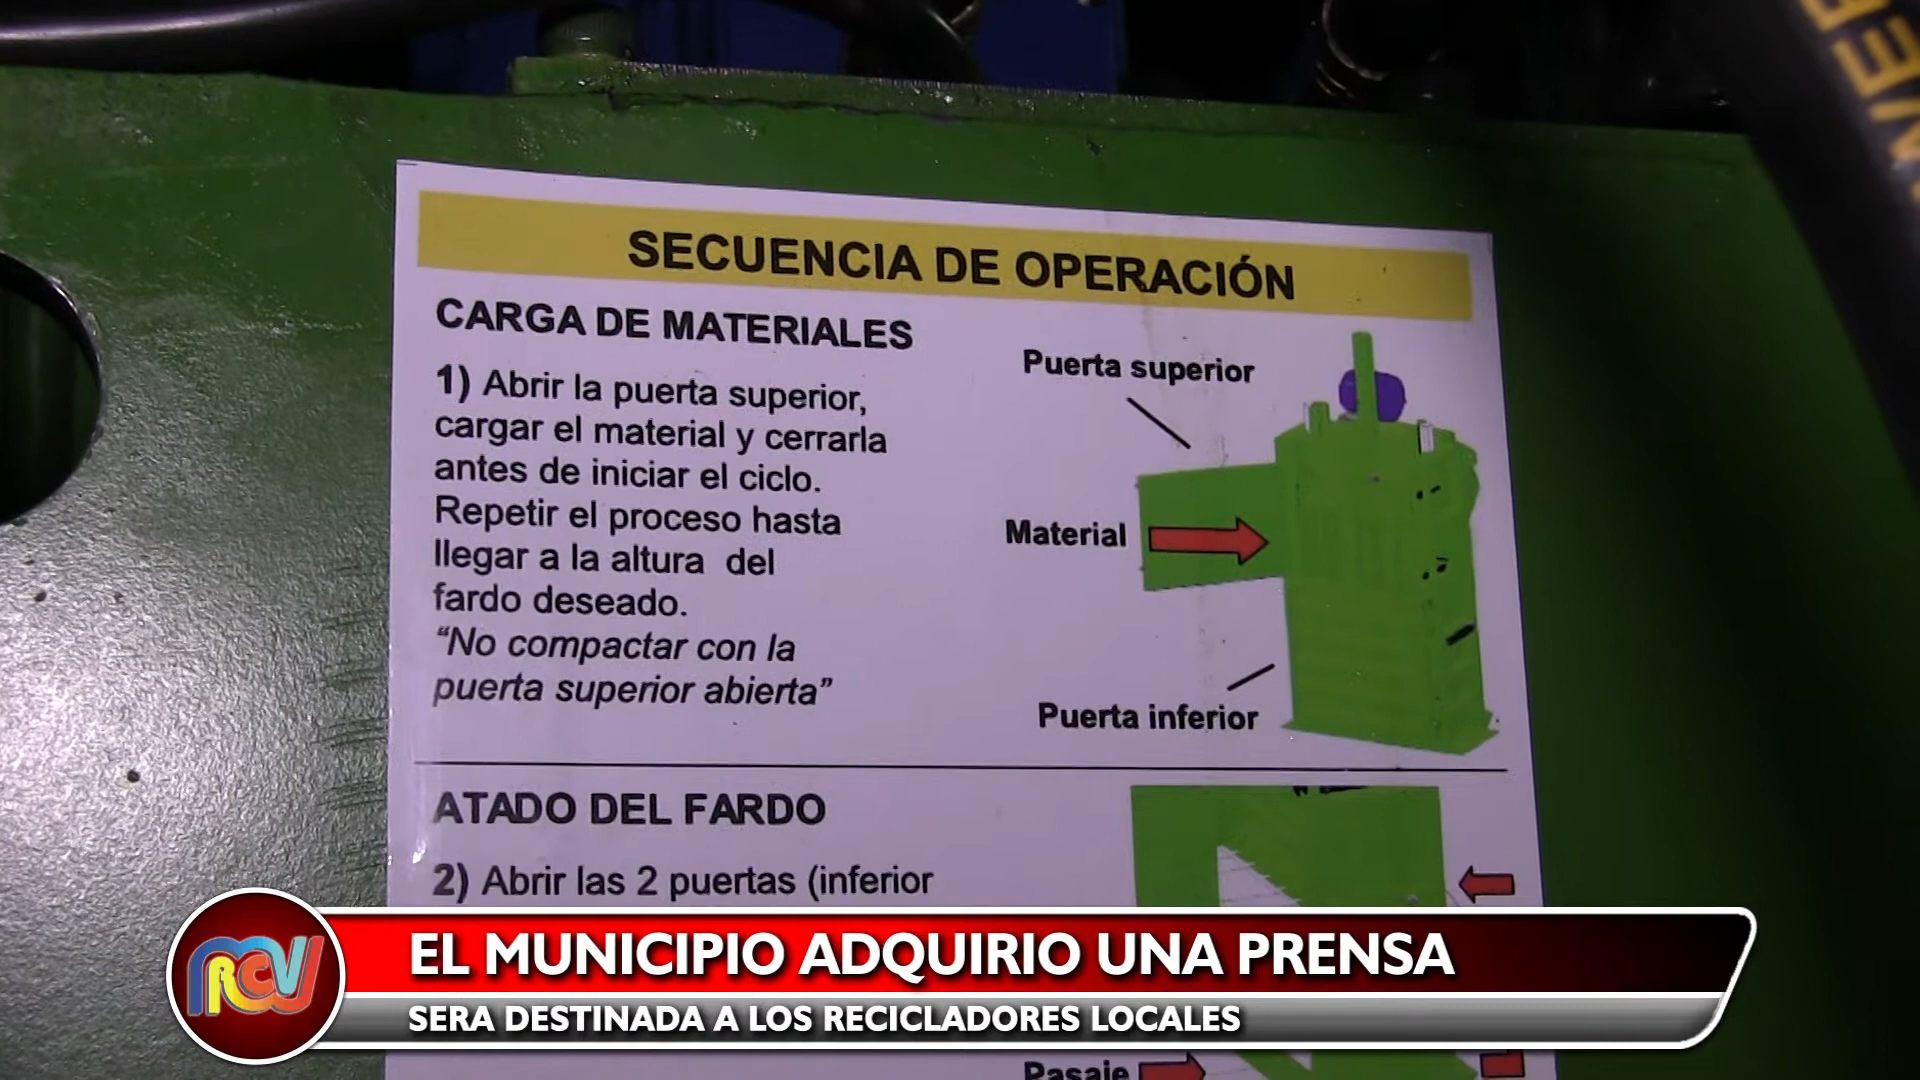 SECUENCIA DE OPERACIÓN
CARGA DE MATERIALES
1) Abrir la puerta superior,
cargar el material y cerrarla
antes de iniciar el ciclo.
Repetir el proceso hasta
llegar a la altura del
fardo deseado.
“No compactar con la
puerta superior abierta”
Puerta superior
Material
Puerta inferior
ATADO DEL FARDO
2) Abrir las 2 puertas (inferior
Pasaje
RCV
EL MUNICIPIO ADQUIRIO UNA PRENSA
SERA DESTINADA A LOS RECICLADORES LOCALES